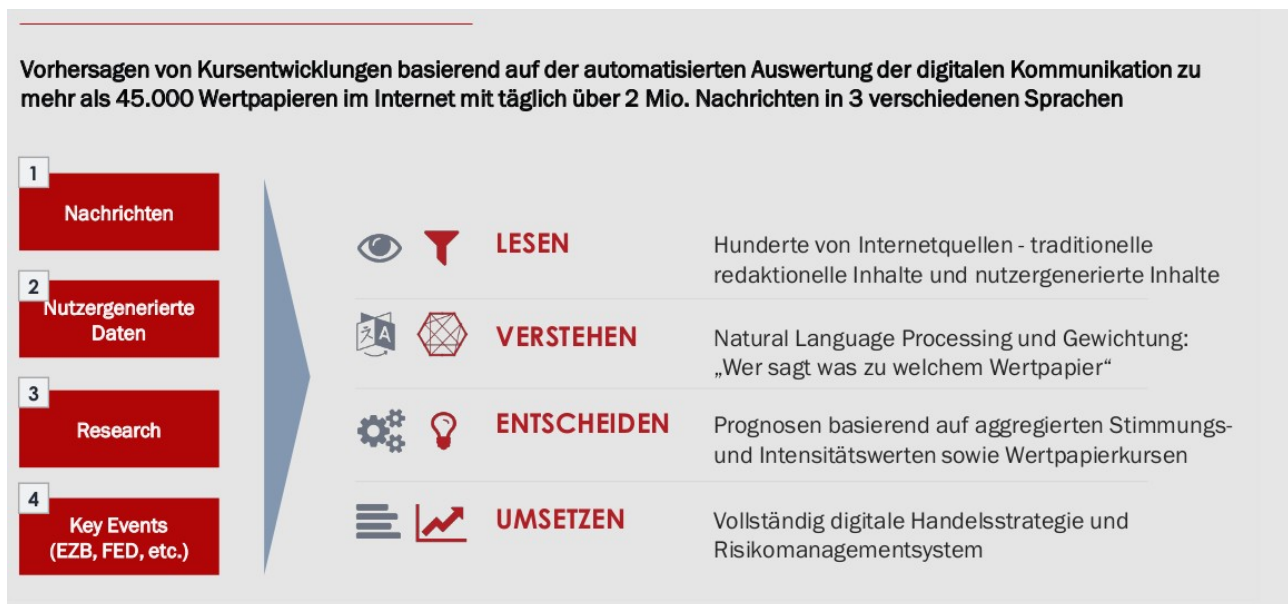 Vorhersagen von Kursentwicklungen basierend auf der automatisierten Auswertung der digitalen Kommunikation zu
mehr als 45.000 Wertpapieren im Internet mit täglich über 2 Mio. Nachrichten in 3 verschiedenen Sprachen
1
Nachrichten
2
Nutzergenerierte
Daten
3
Research
4
Key Events
(EZB, FED, etc.)
LESEN
Hunderte von Internetquellen - traditionelle
redaktionelle Inhalte und nutzergenerierte Inhalte
A
VERSTEHEN
Natural Language Processing und Gewichtung:
„Wer sagt was zu welchem Wertpapier“
ENTSCHEIDEN
Prognosen basierend auf aggregierten Stimmungs-
und Intensitätswerten sowie Wertpapierkursen
UMSETZEN
Vollständig digitale Handelsstrategie und
Risikomanagementsystem